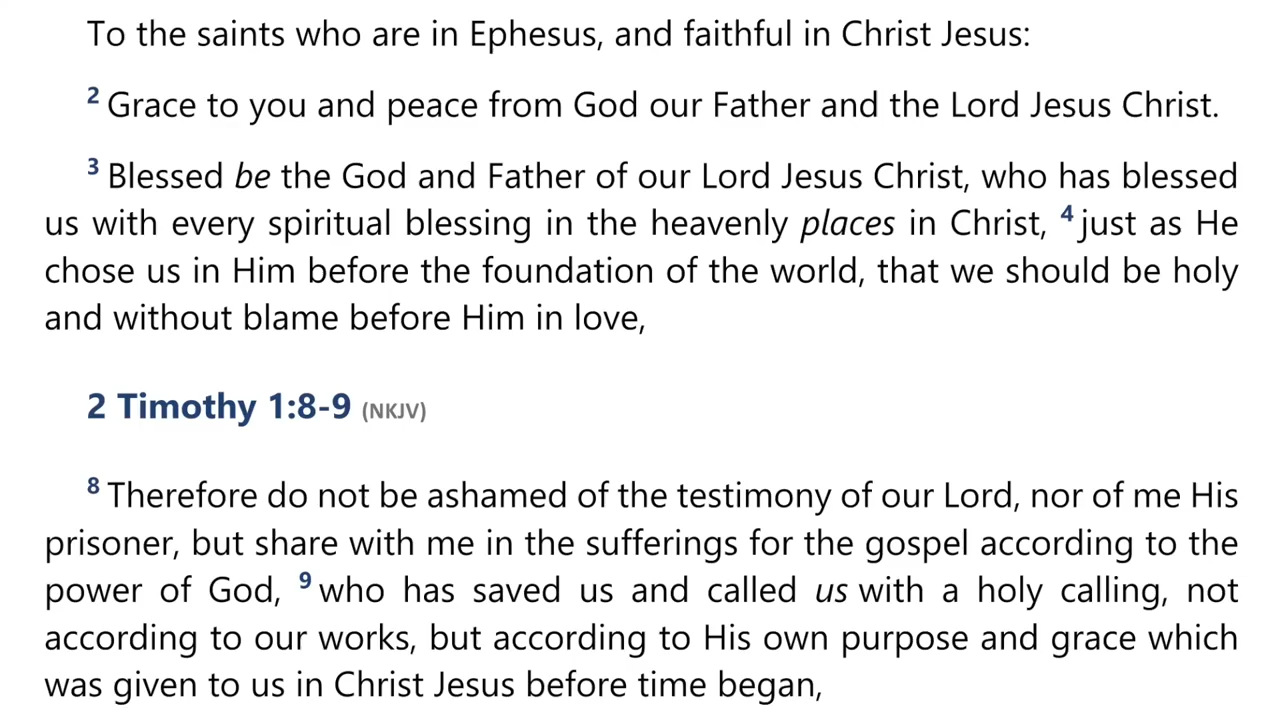 To the saints who are in Ephesus, and faithful in Christ Jesus:
2 Grace to you and peace from God our Father and the Lord Jesus Christ.
3 Blessed be the God and Father of our Lord Jesus Christ, who has blessed
us with every spiritual blessing in the heavenly places in Christ, 4 just as He
chose us in Him before the foundation of the world, that we should be holy
and without blame before Him in love,
2 Timothy 1:8-9 (NKJV)
8 Therefore do not be ashamed of the testimony of our Lord, nor of me His
prisoner, but share with me in the sufferings for the gospel according to the
power of God, 9 who has saved us and called us with a holy calling, not
according to our works, but according to His own purpose and grace which
was given to us in Christ Jesus before time began,